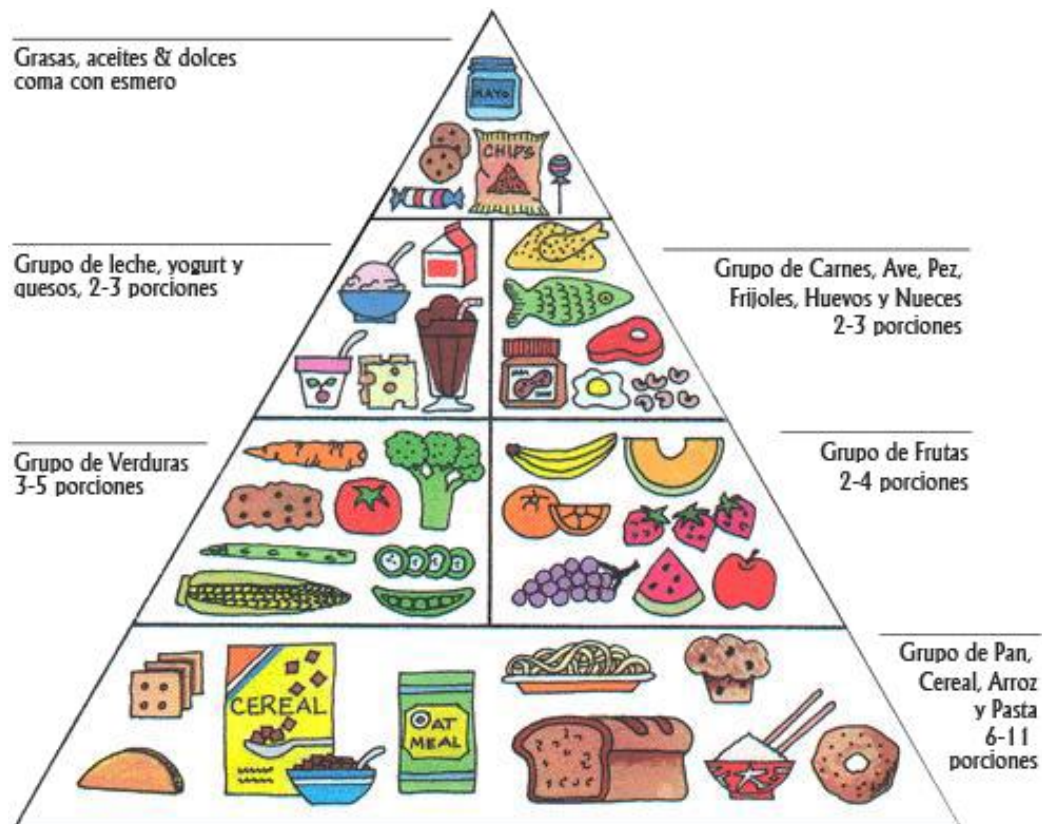 Grasas, aceites & dolces
coma con esmero
MAYO
CHIPS
Grupo de leche, yogurt y
quesos, 2-3 porciones
Grupo de Carnes, Ave, Pez,
Frijoles, Huevos y Nueces
2-3 porciones
Grupo de Verduras
3-5 porciones
Grupo de Frutas
2-4 porciones
CEREAL
OAT
MEAL
Grupo de Pan,
Cereal, Arroz
y Pasta
6-11
porciones